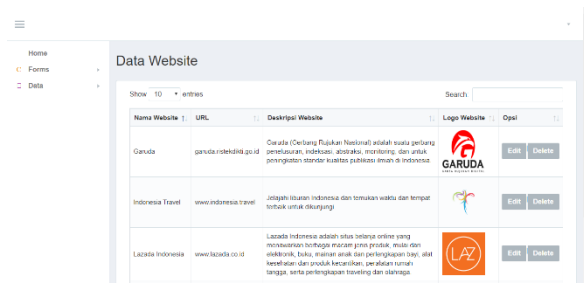 Home
Forms
Data
Data Website
Show 10 entries
Search
Nama Website URL Deskripsi Website Logo Website Opsi
Garuda garuda.ristekdikti.go.id Garuda (Gerbang Rujukan Nasional) adalah suatu gerbang
penelusuran, indeksasi, abstraksi, monitoring, dan untuk
peningkatan standar kualitas publikasi ilmiah di Indonesia
GARUDA
Edit Delete
Indonesia Travel www.indonesia.travel Jelajahi liburan Indonesia dan temukan waktu dan tempat
terbaik untuk dikunjungi
Edit Delete
Lazada Indonesia www.lazada.co.id Lazada Indonesia adalah situs belanja online yang
menawarkan berbagai macam jenis produk, mulai dari
elektronik, buku, mainan anak dan perlengkapan bayi, alat
kesehatan dan produk kecantikan, peralatan rumah
tangga, serta perlengkapan traveling dan olahraga
LAZ
Edit Delete